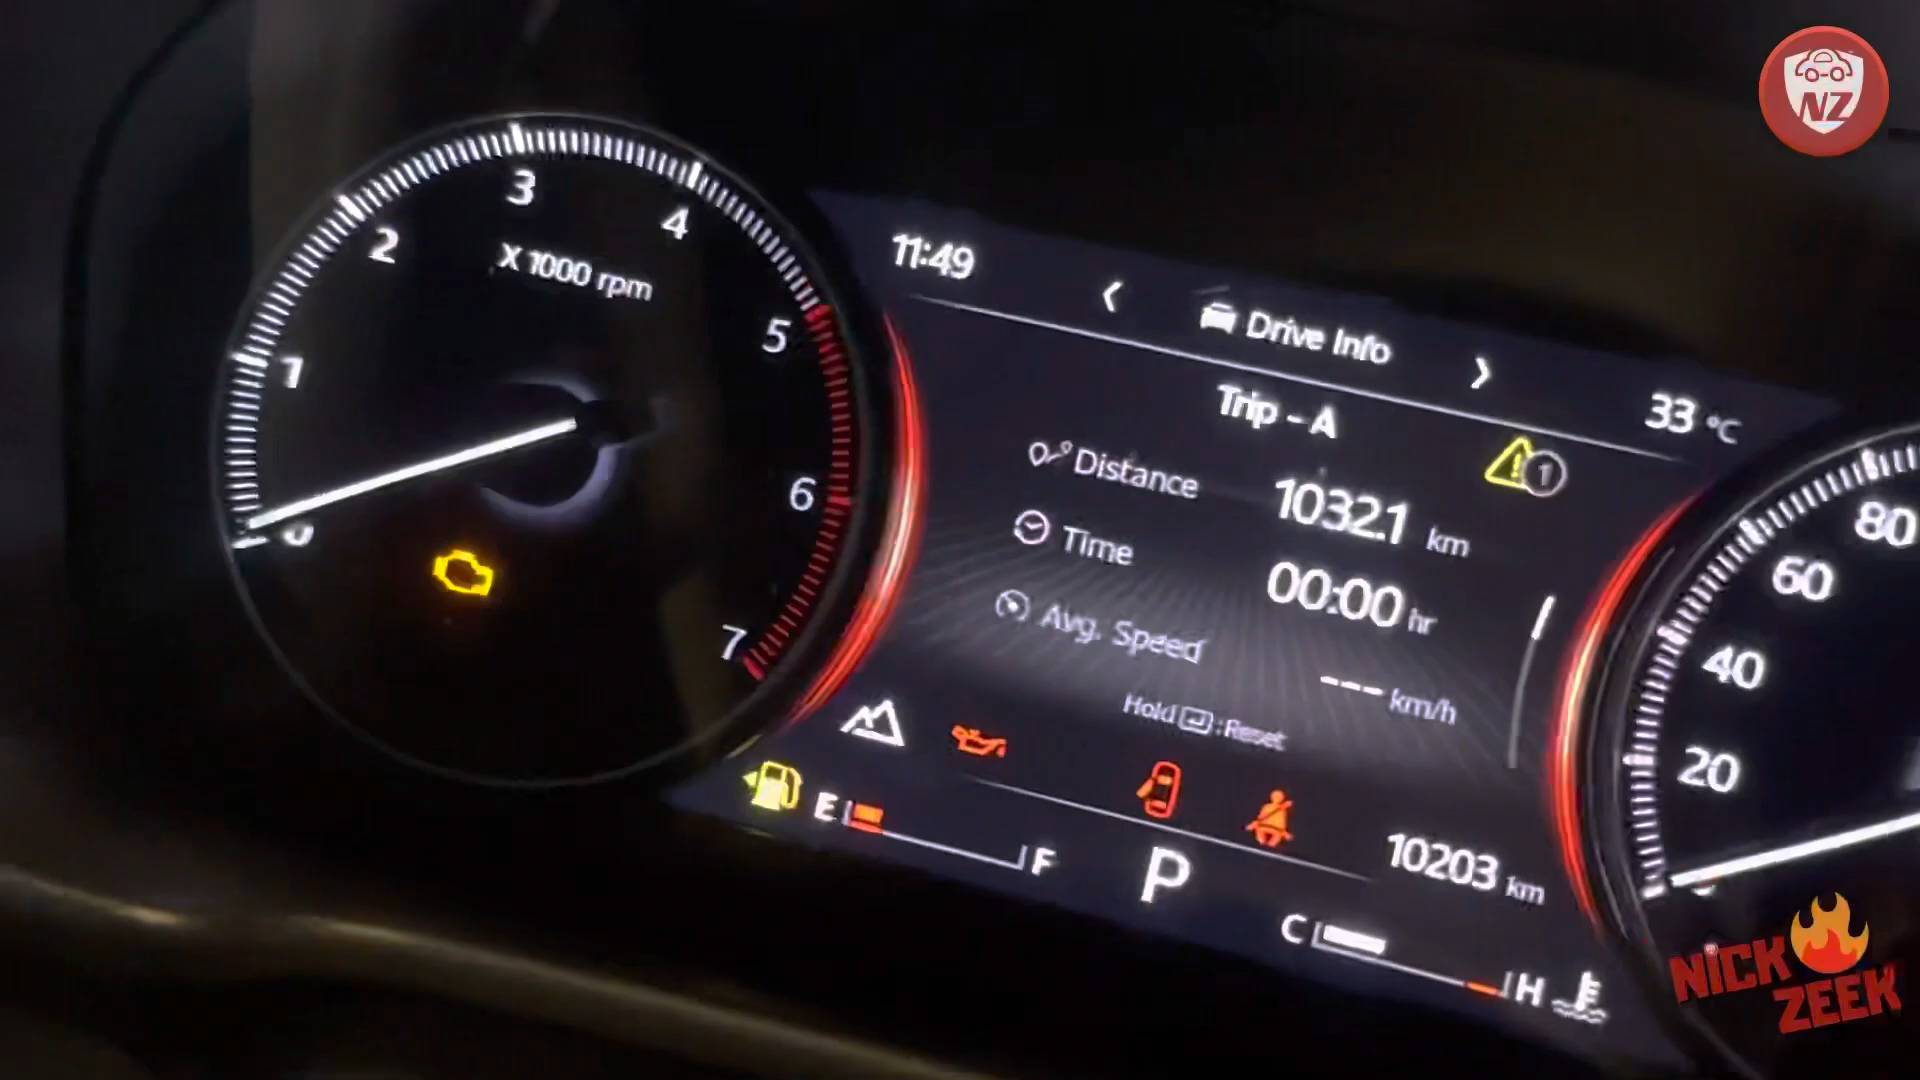 NZ
1
2
3
4
5
6
7
X 1000 rpm
11:49
Drive Info
33 °C
Trip - A
1
Distance 1032.1 km
Time 00:00 hr
Avg. Speed --- km/h
Hold :Reset
E F
P
10203 km
C H
80
60
40
20
NICK
ZEEK